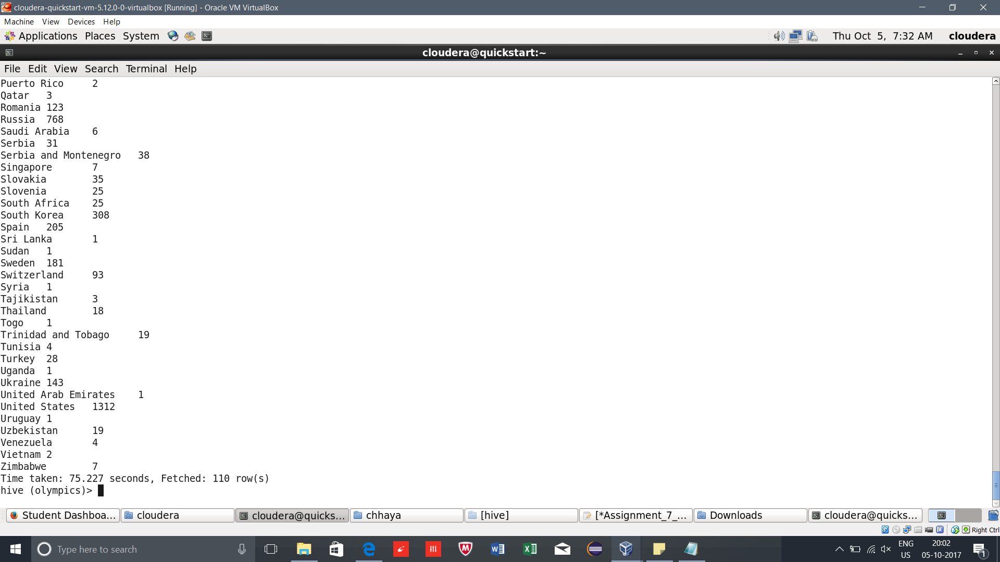 cloudera-quickstart-vm-5.12.0-0-virtualbox [Running] - Oracle VM VirtualBox
Machine View Devices Help
Applications Places System Thu Oct 5, 7:32 AM cloudera
cloudera@quickstart:~
File Edit View Search Terminal Help
Puerto Rico 2
Qatar 3
Romania 123
Russia 768
Saudi Arabia 6
Serbia 31
Serbia and Montenegro 38
Singapore 7
Slovakia 35
Slovenia 25
South Africa 25
South Korea 308
Spain 205
Sri Lanka 1
Sudan 1
Sweden 181
Switzerland 93
Syria 1
Tajikistan 3
Thailand 18
Togo 1
Trinidad and Tobago 19
Tunisia 4
Turkey 28
Uganda 1
Ukraine 143
United Arab Emirates 1
United States 1312
Uruguay 1
Uzbekistan 19
Venezuela 4
Vietnam 2
Zimbabwe 7
Time taken: 75.227 seconds, Fetched: 110 row(s)
hive (olympics)>
Student Dashboa... cloudera cloudera@quicks... chhaya [hive] [*Assignment_7_... Downloads cloudera@quicks...
Right Ctrl
Type here to search ENG 20:02
US 05-10-2017 1